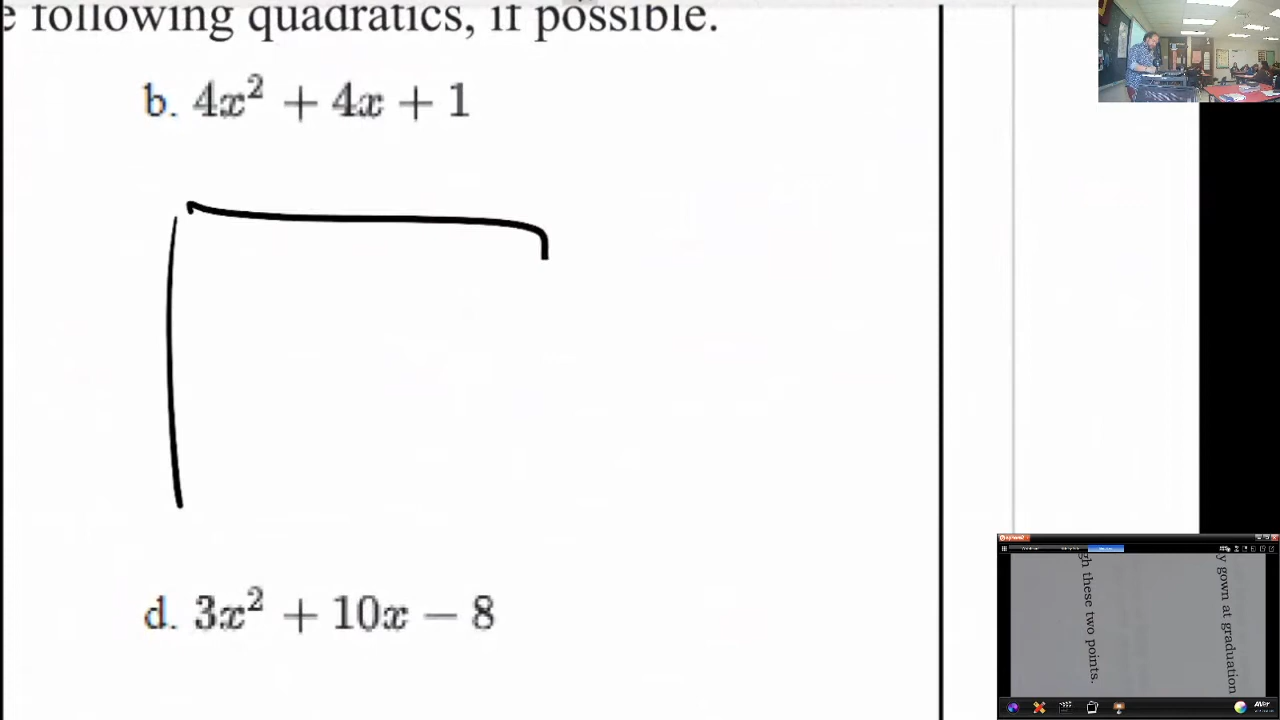 e following quadratics, if possible.
b. 4x² + 4x + 1
d. 3x² + 10x − 8
gh these two points.
y gown at graduation